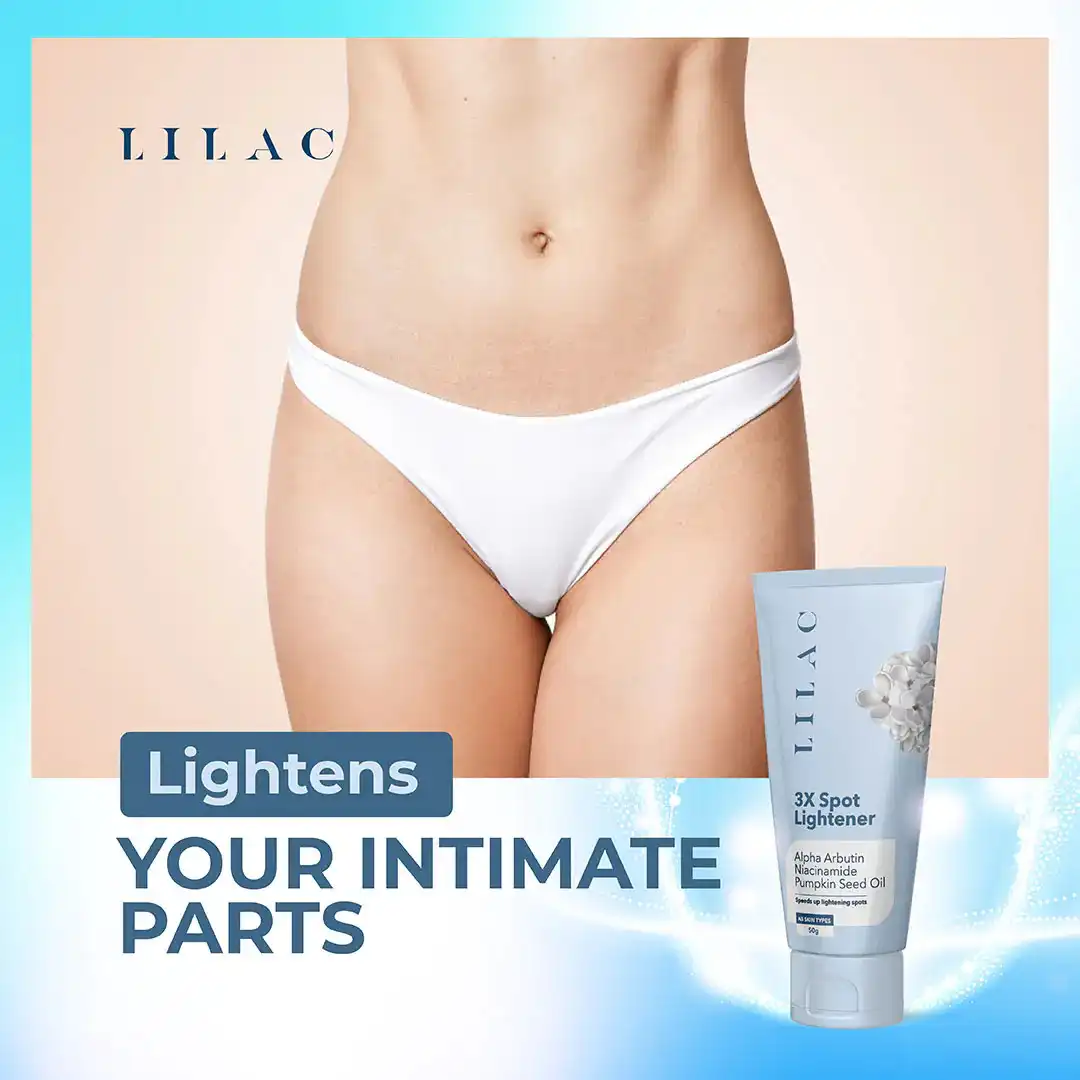 LILAC
Lightens
YOUR INTIMATE
PARTS
LILAC
3X Spot
Lightener
Alpha Arbutin
Niacinamide
Pumpkin Seed Oil
Speeds up lightening spots
All SKIN TYPES
50g